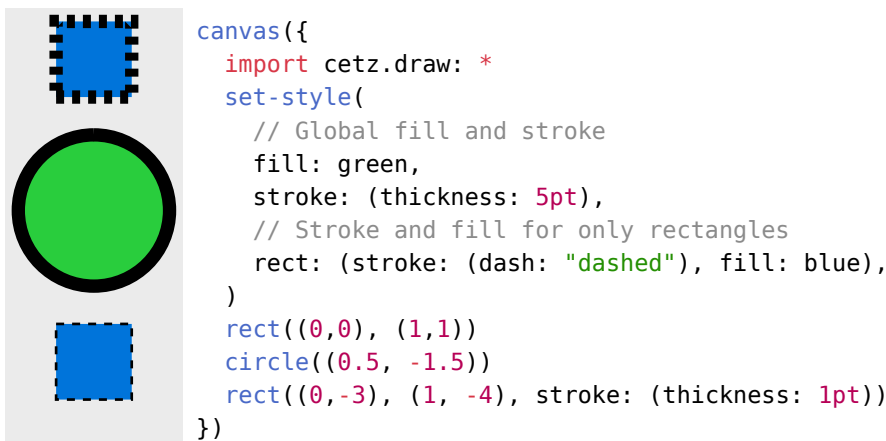 canvas({
  import cetz.draw: *
  set-style(
    // Global fill and stroke
    fill: green,
    stroke: (thickness: 5pt),
    // Stroke and fill for only rectangles
    rect: (stroke: (dash: "dashed"), fill: blue),
  )
  rect((0,0), (1,1))
  circle((0.5, -1.5))
  rect((0,-3), (1, -4), stroke: (thickness: 1pt))
})